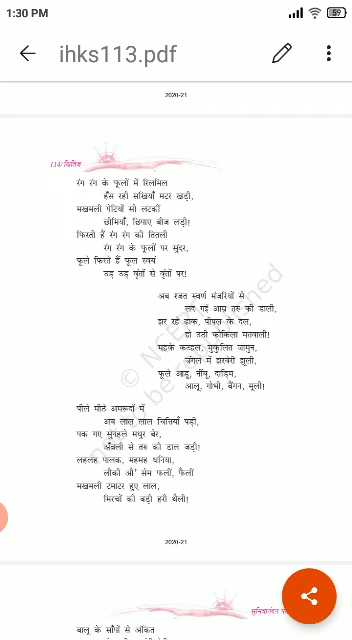 1:30 PM
59
ihks113.pdf
2020-21
114/क्षितिज
रंग रंग के फूलों में रिलमिल
हँस रही सखियाँ मटर खड़ी,
मखमली पेटियों सी लटकीं
छीमियाँ, छिपाए बीज लड़ी!
फिरती हैं रंग रंग की तितली
रंग रंग के फूलों पर सुंदर,
फूले फिरते हैं फूल स्वयं
उड़ उड़ वृंतों से वृंतों पर!
अब रजत स्वर्ण मंजरियों से
लद गई आम्र तरु की डाली,
झर रहे ढाक, पीपल के दल,
हो उठी कोकिला मतवाली!
महके कटहल, मुकुलित जामुन,
जंगल में झरबेरी झूली,
फूले आड़ू, नींबू, दाड़िम,
आलू, गोभी, बैंगन, मूली!
पीले मीठे अमरूदों में
अब लाल लाल चित्तियाँ पड़ीं,
पक गए सुनहले मधुर बेर,
अँवली से तरु की डाल जड़ी!
लहलह पालक, महमह धनिया,
लौकी औ' सेम फलीं, फैलीं
मखमली टमाटर हुए लाल,
मिरचों की बड़ी हरी थैली!
2020-21
सुमित्रानंदन
बालू के साँपों से अंकित